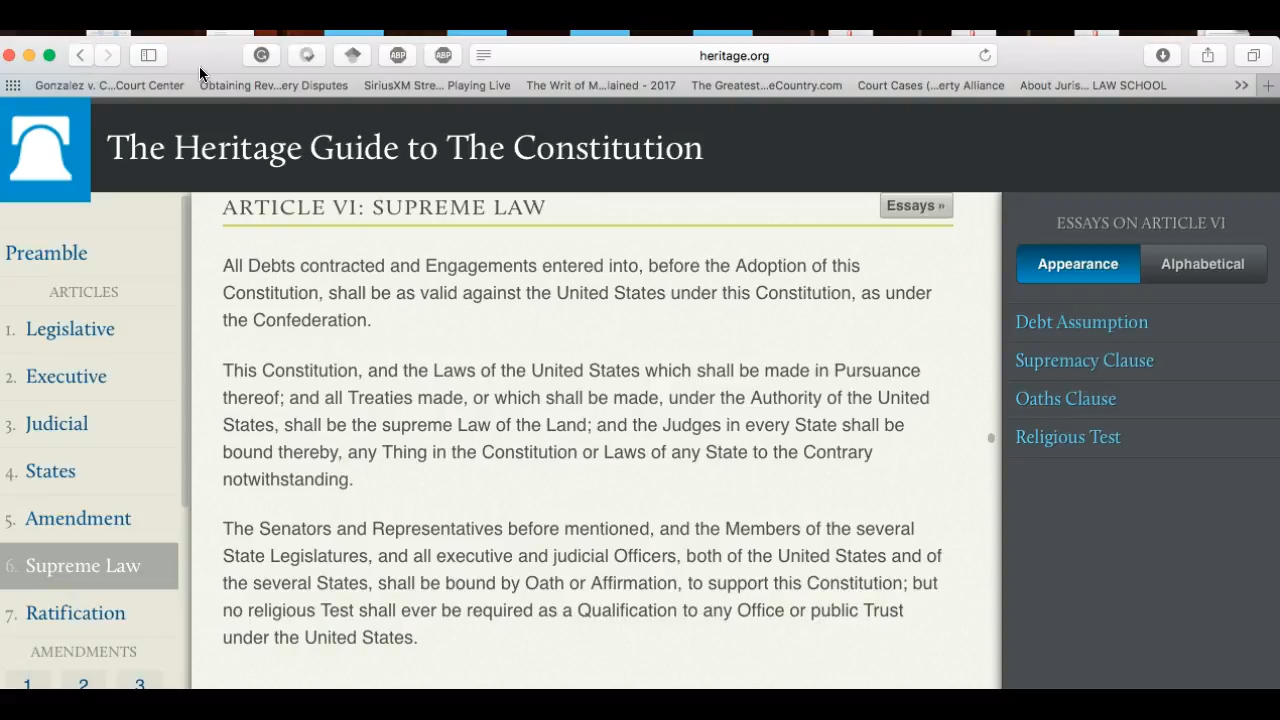 ABP
ABP
heritage.org
Gonzalez v. C...Court Center
Obtaining Rev...ery Disputes
SiriusXM Stre... Playing Live
The Writ of M...lained - 2017
The Greatest...eCountry.com
Court Cases (...erty Alliance
About Juris... LAW SCHOOL
The Heritage Guide to The Constitution
Preamble
ARTICLES
1. Legislative
2. Executive
3. Judicial
4. States
5. Amendment
6. Supreme Law
7. Ratification
AMENDMENTS
1 2 3
ARTICLE VI: SUPREME LAW
Essays »
All Debts contracted and Engagements entered into, before the Adoption of this
Constitution, shall be as valid against the United States under this Constitution, as under
the Confederation.
This Constitution, and the Laws of the United States which shall be made in Pursuance
thereof; and all Treaties made, or which shall be made, under the Authority of the United
States, shall be the supreme Law of the Land; and the Judges in every State shall be
bound thereby, any Thing in the Constitution or Laws of any State to the Contrary
notwithstanding.
The Senators and Representatives before mentioned, and the Members of the several
State Legislatures, and all executive and judicial Officers, both of the United States and of
the several States, shall be bound by Oath or Affirmation, to support this Constitution; but
no religious Test shall ever be required as a Qualification to any Office or public Trust
under the United States.
ESSAYS ON ARTICLE VI
Appearance
Alphabetical
Debt Assumption
Supremacy Clause
Oaths Clause
Religious Test